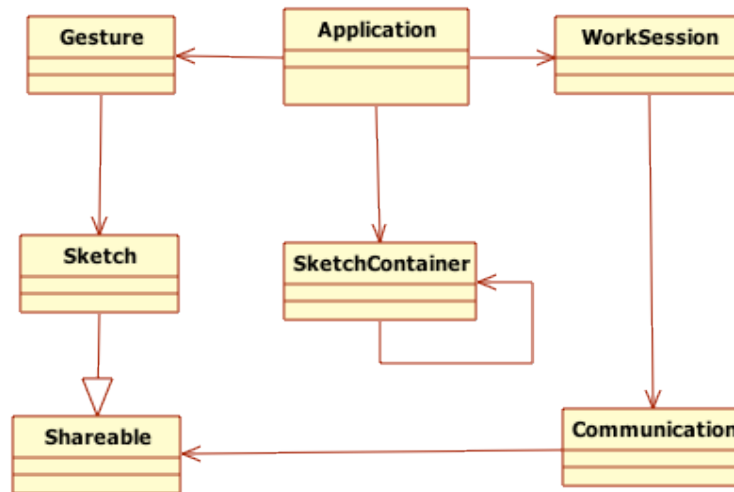 Gesture
Application
WorkSession
Sketch
SketchContainer
Shareable
Communication